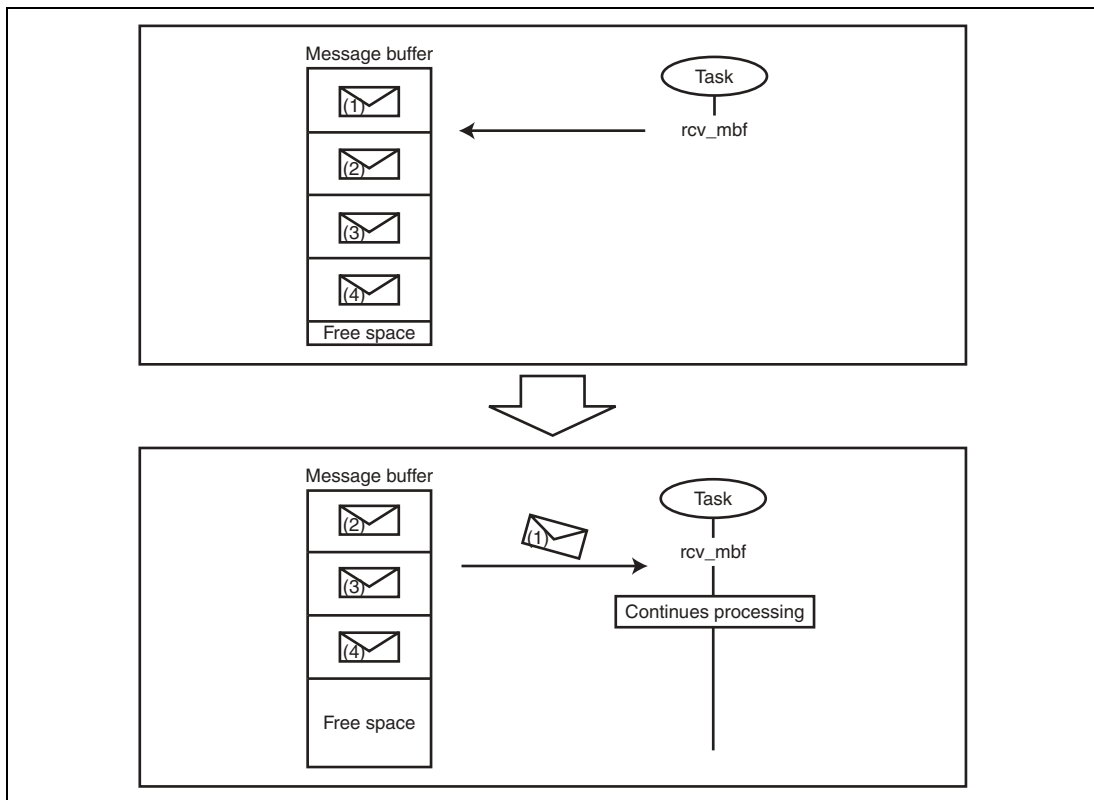 Message buffer
Task
(1)
rcv_mbf
(2)
(3)
(4)
Free space
Message buffer
Task
(2)
(1)
rcv_mbf
(3)
Continues processing
(4)
Free space